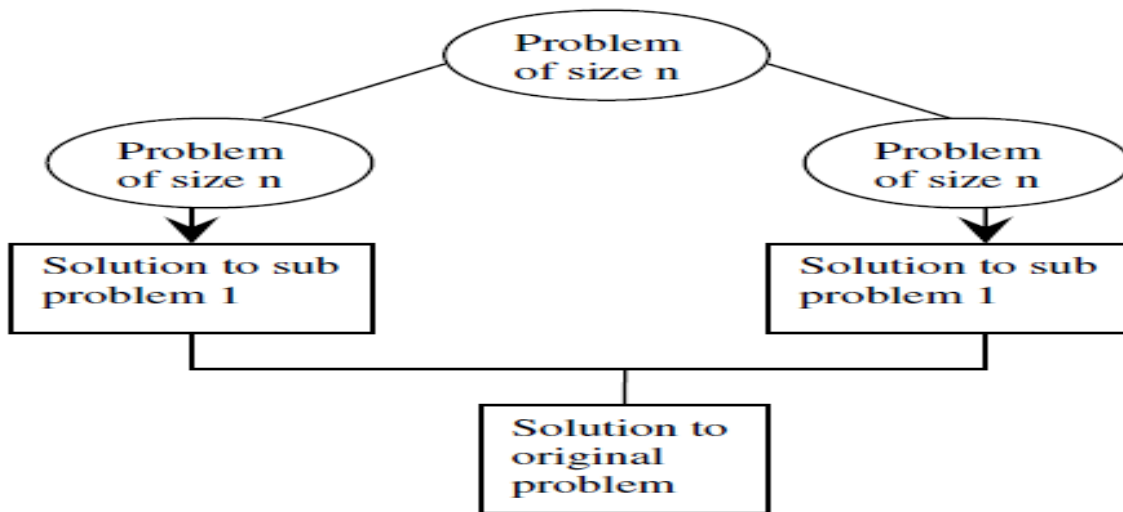 Problem
of size n
Problem
of size n
Problem
of size n
Solution to sub
problem 1
Solution to sub
problem 1
Solution to
original
problem